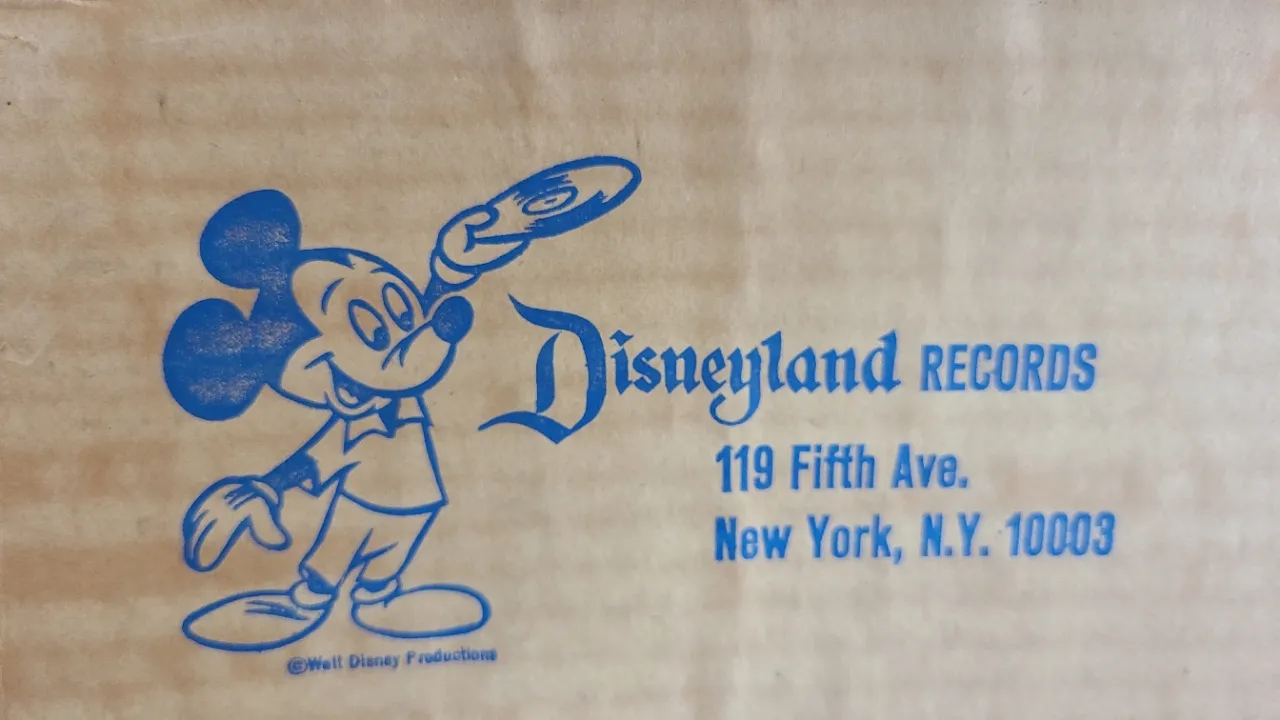 Disneyland RECORDS
119 Fifth Ave.
New York, N.Y. 10003
©Walt Disney Productions